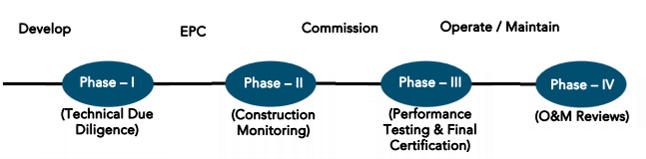 Develop
EPC
Commission
Operate / Maintain
Phase – I
Phase – II
Phase – III
Phase – IV
(Technical Due
Diligence)
(Construction
Monitoring)
(Performance
Testing & Final
Certification)
(O&M Reviews)